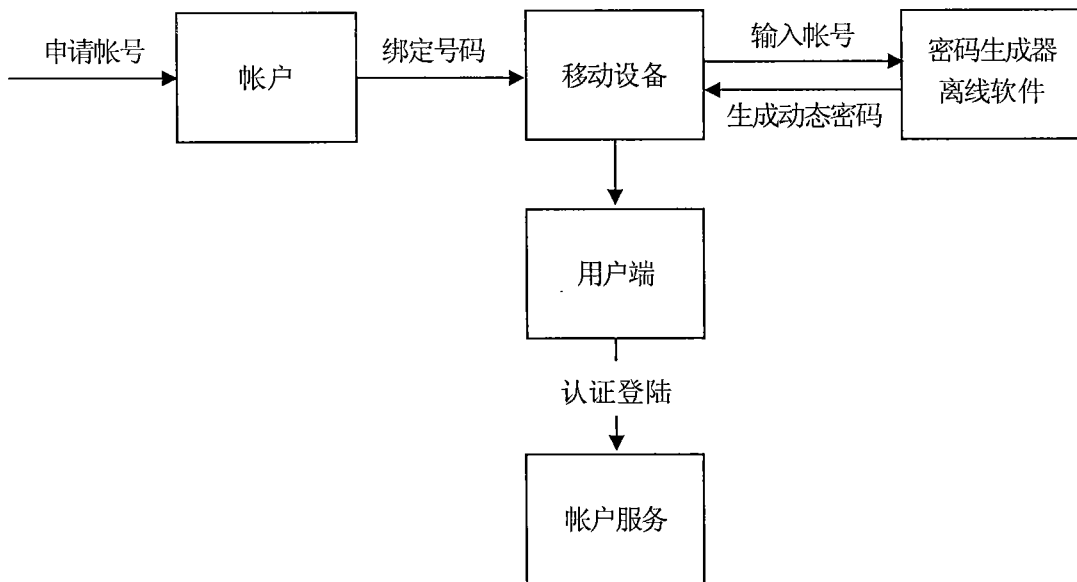 申请帐号
帐户
绑定号码
移动设备
输入帐号
生成动态密码
密码生成器
离线软件
用户端
认证登陆
帐户服务